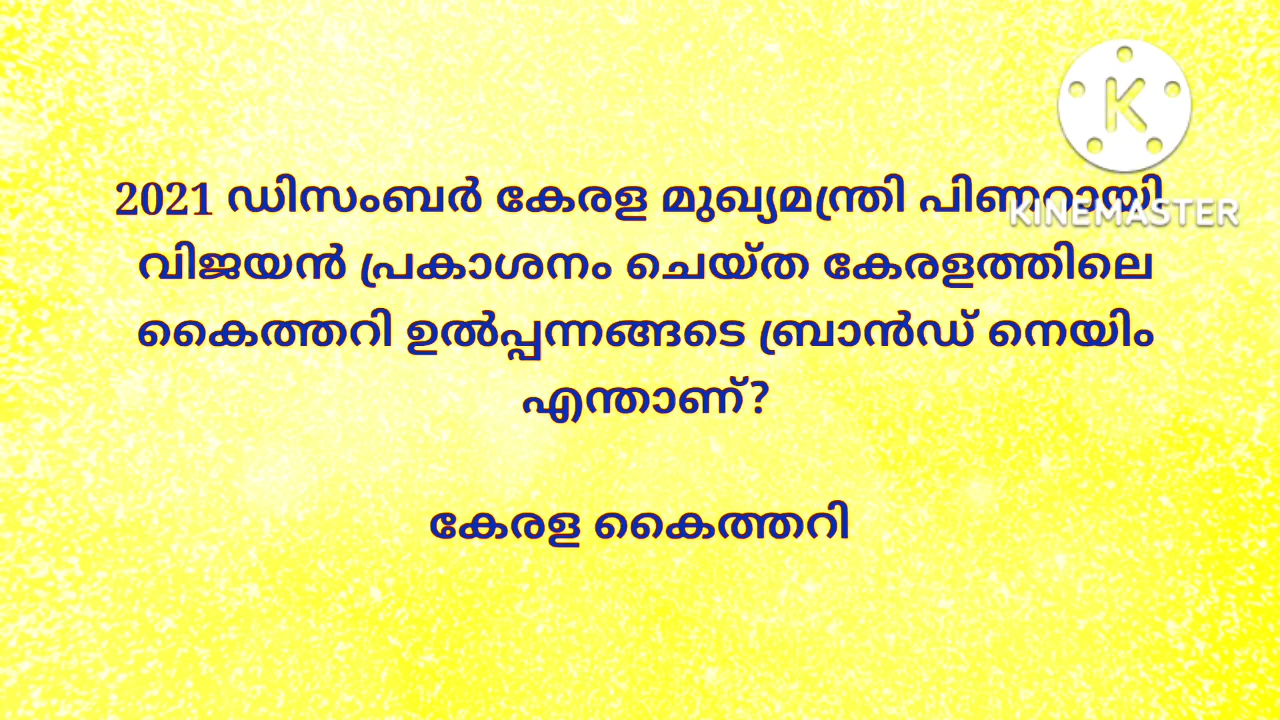 2021 ഡിസംബർ കേരള മുഖ്യമന്ത്രി പിണറായി
വിജയൻ പ്രകാശനം ചെയ്ത കേരളത്തിലെ
കൈത്തറി ഉൽപ്പന്നങ്ങടെ ബ്രാൻഡ് നെയിം
എന്താണ്?
കേരള കൈത്തറി
K
KINEMASTER